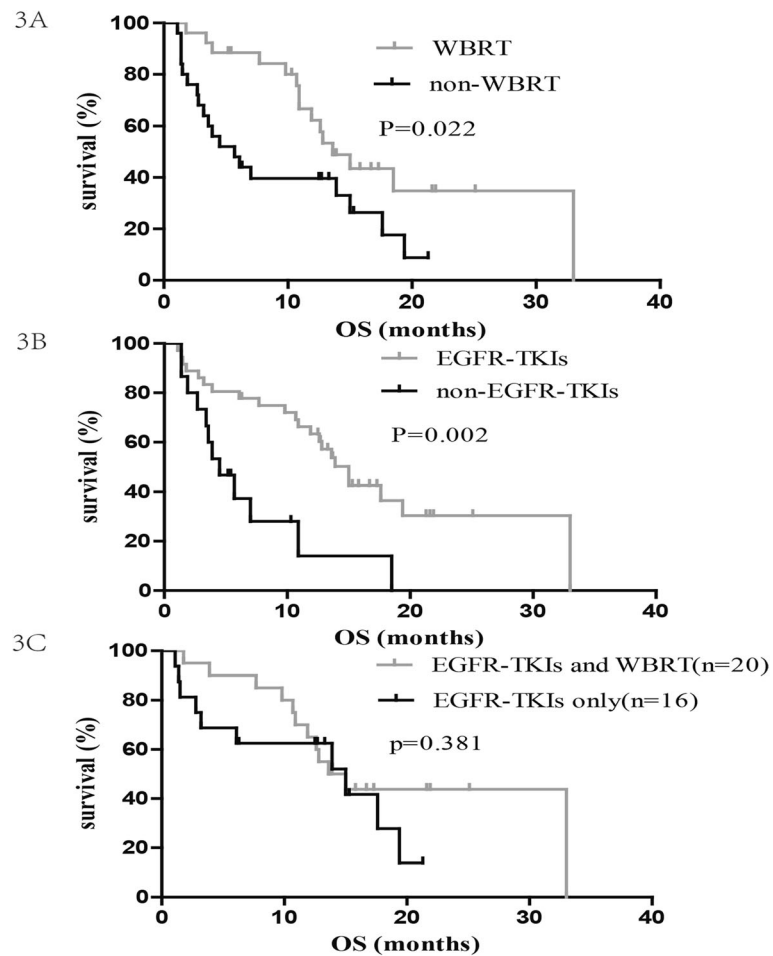 3A
100
80
60
40
20
0
survival (%)
WBRT
non-WBRT
P=0.022
0 10 20 30 40
OS (months)
3B
100
80
60
40
20
0
survival (%)
EGFR-TKIs
non-EGFR-TKIs
P=0.002
0 10 20 30 40
OS (months)
3C
100
80
60
40
20
0
survival (%)
EGFR-TKIs and WBRT(n=20)
EGFR-TKIs only(n=16)
p=0.381
0 10 20 30 40
OS (months)